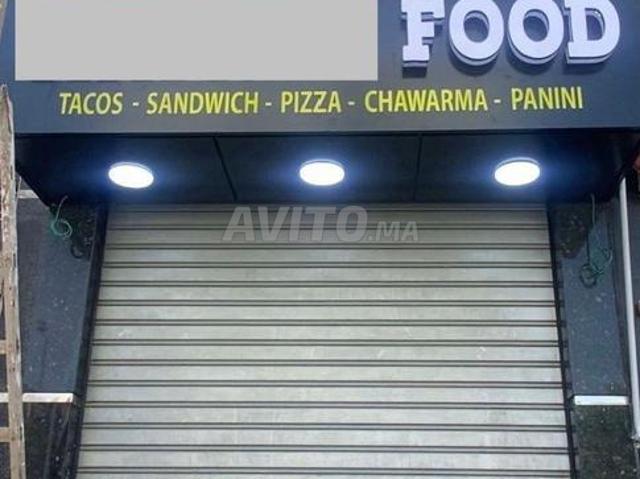 FOOD
TACOS - SANDWICH - PIZZA - CHAWARMA - PANINI
AVITO.MA